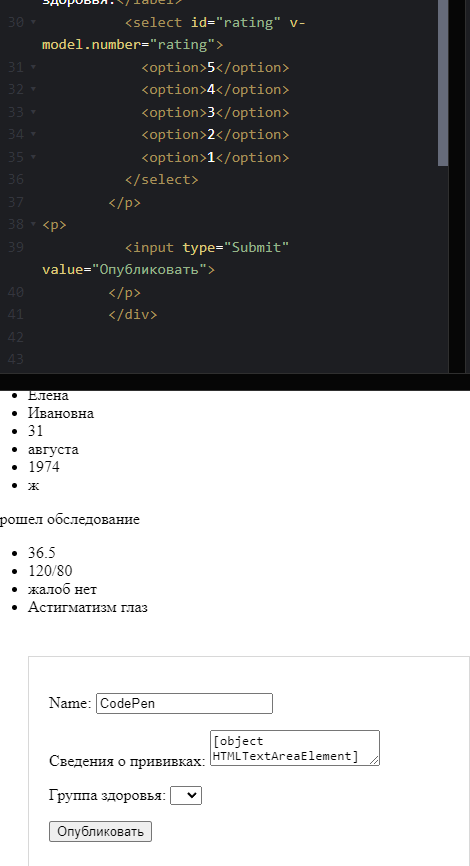 здоровья:</label>
30 <select id="rating" v-
model.number="rating">
31 <option>5</option>
32 <option>4</option>
33 <option>3</option>
34 <option>2</option>
35 <option>1</option>
36 </select>
37 </p>
38 <p>
39 <input type="Submit"
value="Опубликовать">
40 </p>
41 </div>
42
43
Елена
Ивановна
31
августа
1974
ж
рошел обследование
36.5
120/80
жалоб нет
Астигматизм глаз
Name: CodePen
Сведения о прививках: [object
HTMLTextAreaElement]
Группа здоровья:
Опубликовать